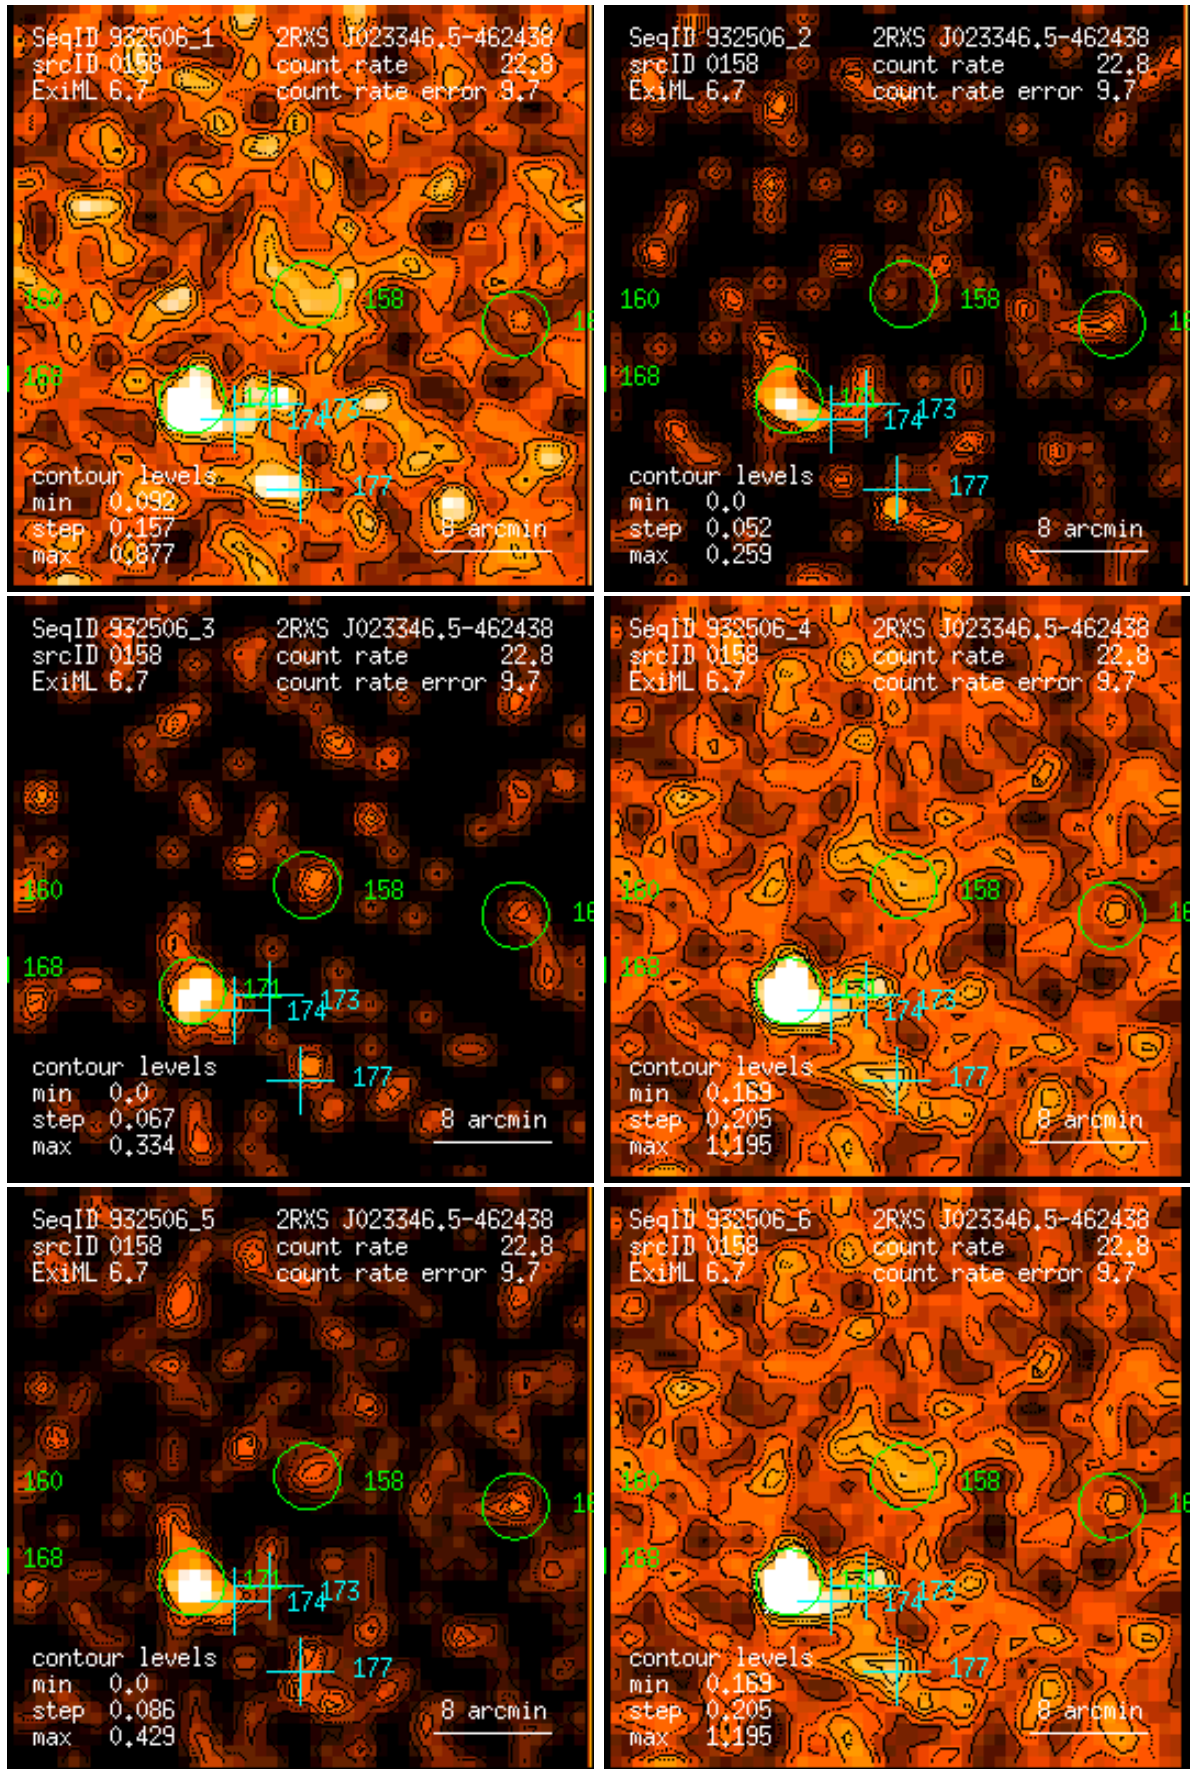 SeqID 932506_1 2RXS J023346.5-462438
srcID 0158 count rate 22.8
ExiML 6.7 count rate error 9.7
160 158 16
168 171
174 173
177
contour levels
min 0.092
step 0.157 8 arcmin
max 0.877
SeqID 932506_2 2RXS J023346.5-462438
srcID 0158 count rate 22.8
ExiML 6.7 count rate error 9.7
160 158 16
168 171
174 173
177
contour levels
min 0.0
step 0.052 8 arcmin
max 0.259
SeqID 932506_3 2RXS J023346.5-462438
srcID 0158 count rate 22.8
ExiML 6.7 count rate error 9.7
160 158 16
168 171
174 173
177
contour levels
min 0.0
step 0.067 8 arcmin
max 0.334
SeqID 932506_4 2RXS J023346.5-462438
srcID 0158 count rate 22.8
ExiML 6.7 count rate error 9.7
160 158 16
168 171
174 173
177
contour levels
min 0.169
step 0.205 8 arcmin
max 1.195
SeqID 932506_5 2RXS J023346.5-462438
srcID 0158 count rate 22.8
ExiML 6.7 count rate error 9.7
160 158 16
168 171
174 173
177
contour levels
min 0.0
step 0.086 8 arcmin
max 0.429
SeqID 932506_6 2RXS J023346.5-462438
srcID 0158 count rate 22.8
ExiML 6.7 count rate error 9.7
160 158 16
168 171
174 173
177
contour levels
min 0.169
step 0.205 8 arcmin
max 1.195